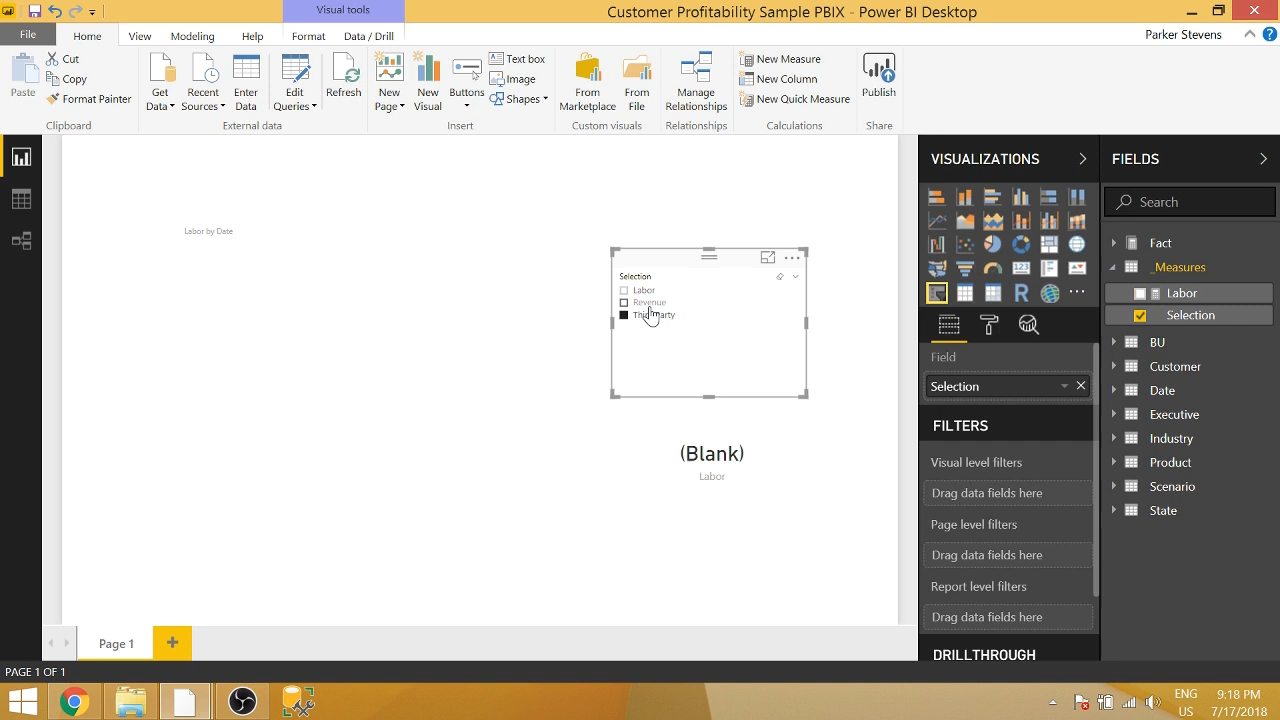 Visual tools
Customer Profitability Sample PBIX - Power BI Desktop
File
Home
View
Modeling
Help
Format
Data / Drill
Parker Stevens
Paste
Cut
Copy
Format Painter
Clipboard
Get
Data
Recent
Sources
Enter
Data
Edit
Queries
Refresh
External data
New
Page
New
Visual
Buttons
Text box
Image
Shapes
Insert
From
Marketplace
From
File
Custom visuals
Manage
Relationships
Relationships
New Measure
New Column
New Quick Measure
Calculations
Publish
Share
Labor by Date
Selection
Labor
Revenue
Third Party
(Blank)
Labor
VISUALIZATIONS
R
Field
Selection
FILTERS
Visual level filters
Drag data fields here
Page level filters
Drag data fields here
Report level filters
Drag data fields here
DRILLTHROUGH
FIELDS
Search
Fact
_Measures
Labor
Selection
BU
Customer
Date
Executive
Industry
Product
Scenario
State
Page 1
PAGE 1 OF 1
ENG
US
9:18 PM
7/17/2018